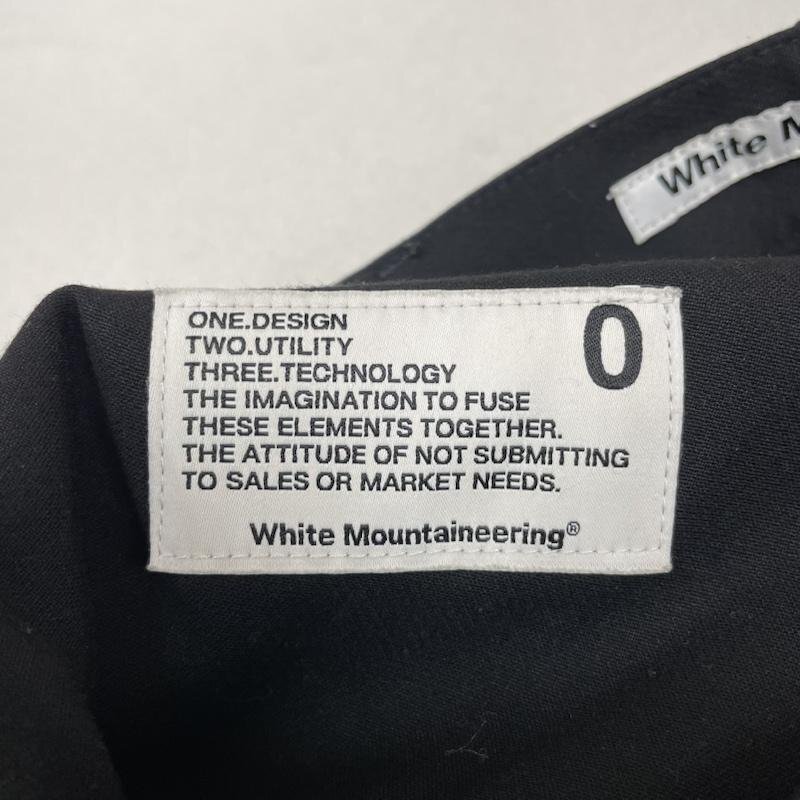 White
ONE.DESIGN
TWO.UTILITY
THREE.TECHNOLOGY
THE IMAGINATION TO FUSE
THESE ELEMENTS TOGETHER.
THE ATTITUDE OF NOT SUBMITTING
TO SALES OR MARKET NEEDS.
0
White Mountaineering®